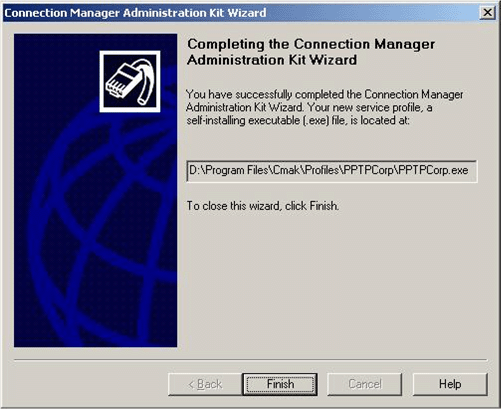 Connection Manager Administration Kit Wizard
Completing the Connection Manager
Administration Kit Wizard
You have successfully completed the Connection Manager
Administration Kit Wizard. Your new service profile, a
self-installing executable (.exe) file, is located at:
D:\Program Files\Cmak\Profiles\PPTPCorp\PPTPCorp.exe
To close this wizard, click Finish.
< Back
Finish
Cancel
Help